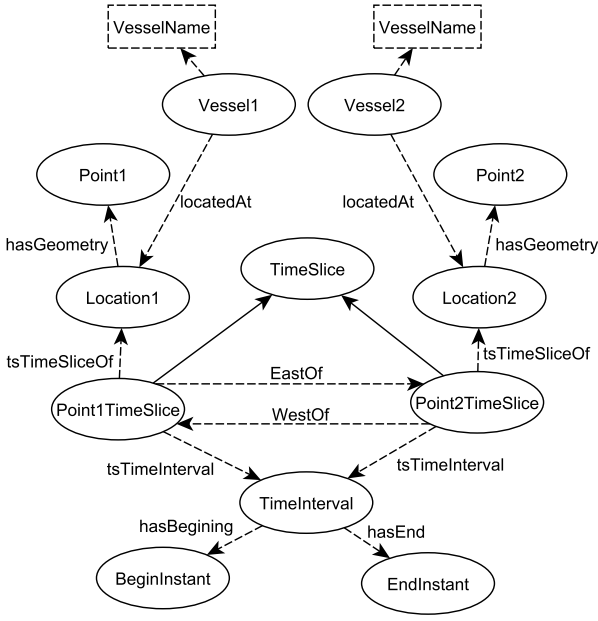 VesselName
VesselName
Vessel1
Vessel2
Point1
Point2
locatedAt
locatedAt
hasGeometry
hasGeometry
TimeSlice
Location1
Location2
tsTimeSliceOf
tsTimeSliceOf
EastOf
Point1TimeSlice
Point2TimeSlice
WestOf
tsTimeInterval
tsTimeInterval
TimeInterval
hasBegining
hasEnd
BeginInstant
EndInstant